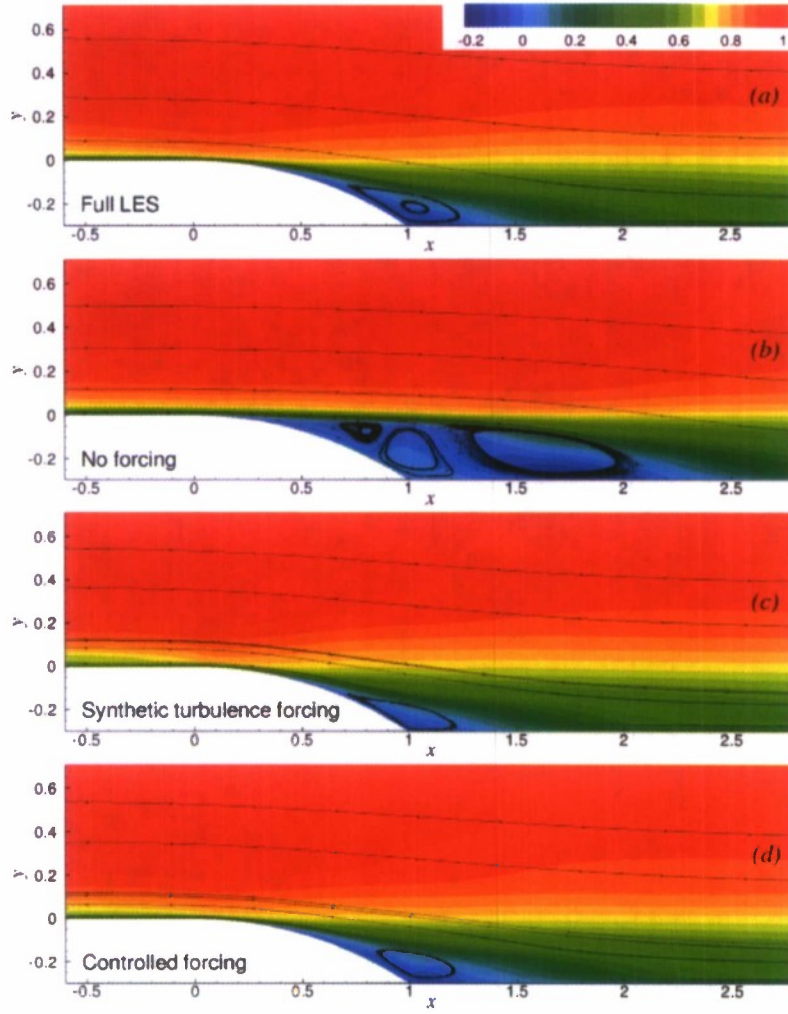 -0.2 0 0.2 0.4 0.6 0.8 1
0.6
0.4
(a)
y
0.2
0
-0.2
Full LES
-0.5 0 0.5 1 1.5 2 2.5
x
0.6
0.4
(b)
y
0.2
0
-0.2
No forcing
-0.5 0 0.5 1 1.5 2 2.5
x
0.6
0.4
(c)
y
0.2
0
-0.2
Synthetic turbulence forcing
-0.5 0 0.5 1 1.5 2 2.5
x
0.6
0.4
(d)
y
0.2
0
-0.2
Controlled forcing
-0.5 0 0.5 1 1.5 2 2.5
x